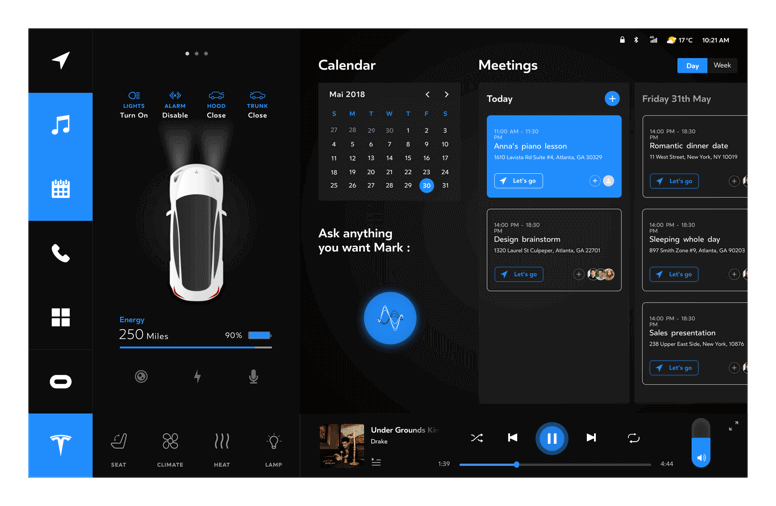 17°C 10:21 AM
LIGHTS ALARM HOOD TRUNK
Turn On Disable Close Close
Energy
250 Miles 90%
SEAT CLIMATE HEAT LAMP
Calendar
Mai 2018
S M T W T F S
27 28 29 30 1 2 3
4 5 6 7 8 9 10
11 12 13 14 15 16 17
18 19 20 21 22 23 24
25 26 27 28 29 30 31
Ask anything
you want Mark :
Meetings
Day Week
Today
11:00 AM - 11:30
PM
Anna's piano lesson
1610 Lavista Rd Suite #4, Atlanta, GA 30329
Let's go
14:00 PM - 18:30
PM
Design brainstorm
1320 Laurel St Culpeper, Atlanta, GA 22701
Let's go
Friday 31th May
14:00 PM - 18:30
PM
Romantic dinner date
11 West Street, New York, NY 10019
Let's go
14:00 PM - 18:30
PM
Sleeping whole day
897 Smith Zone #9, Atlanta, GA 90203
Let's go
14:00 PM - 18:30
PM
Sales presentation
238 Upper East Side, New York, 10876
Let's go
Under Grounds Kin
Drake
1:39 4:44